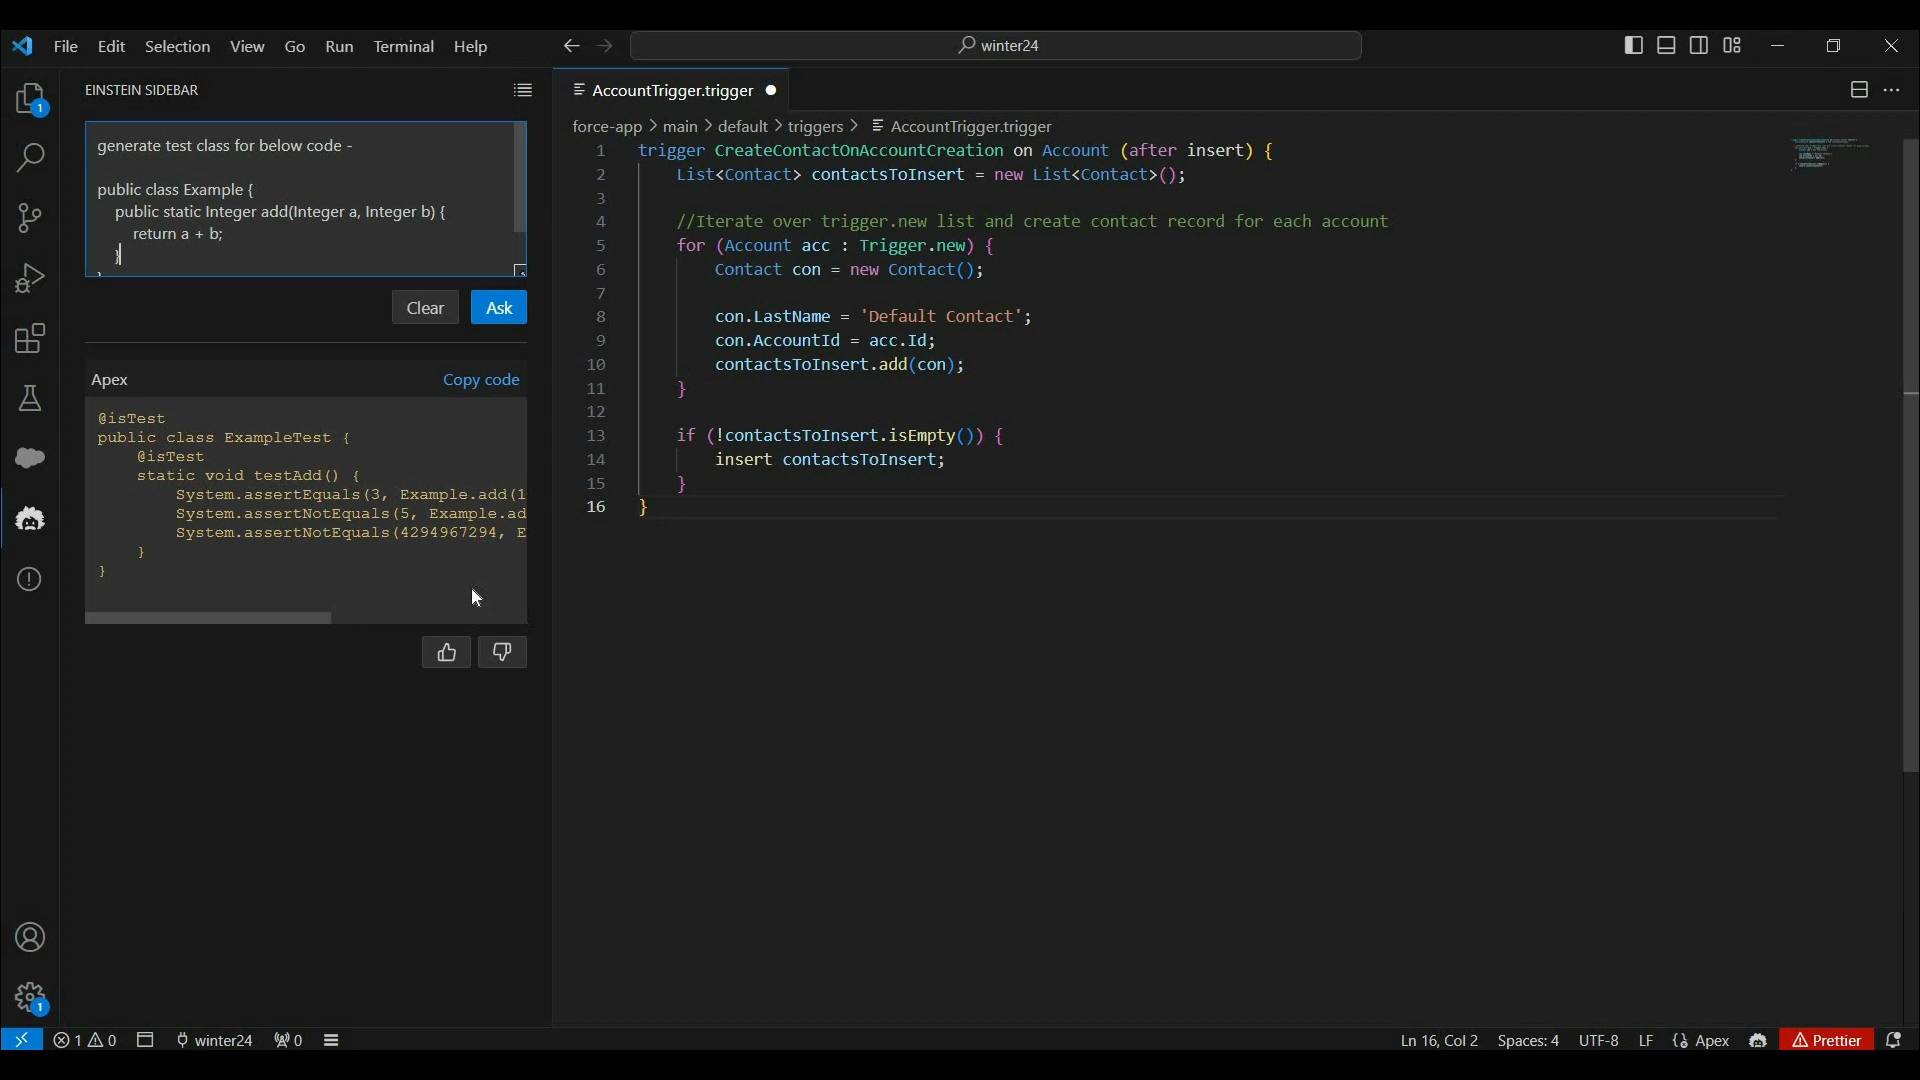 File Edit Selection View Go Run Terminal Help
winter24
EINSTEIN SIDEBAR
generate test class for below code -
public class Example {
public static Integer add(Integer a, Integer b) {
return a + b;
}
}
Clear Ask
Apex Copy code
@isTest
public class ExampleTest {
@isTest
static void testAdd() {
System.assertEquals(3, Example.add(1
System.assertNotEquals(5, Example.ad
System.assertNotEquals(4294967294, E
}
}
AccountTrigger.trigger
force-app > main > default > triggers > AccountTrigger.trigger
1 trigger CreateContactOnAccountCreation on Account (after insert) {
2 List<Contact> contactsToInsert = new List<Contact>();
3
4 //Iterate over trigger.new list and create contact record for each account
5 for (Account acc : Trigger.new) {
6 Contact con = new Contact();
7
8 con.LastName = 'Default Contact';
9 con.AccountId = acc.Id;
10 contactsToInsert.add(con);
11 }
12
13 if (!contactsToInsert.isEmpty()) {
14 insert contactsToInsert;
15 }
16 }
1
1
1 0 winter24 0
Ln 16, Col 2 Spaces: 4 UTF-8 LF Apex Prettier